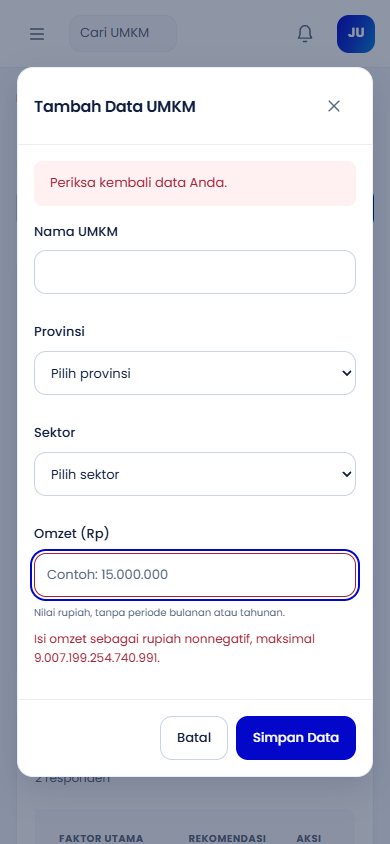 Cari UMKM
JU
Tambah Data UMKM
Periksa kembali data Anda.
Nama UMKM
Provinsi
Pilih provinsi
Sektor
Pilih sektor
Omzet (Rp)
Contoh: 15.000.000
Nilai rupiah, tanpa periode bulanan atau tahunan.
Isi omzet sebagai rupiah nonnegatif, maksimal
9.007.199.254.740.991.
Batal
Simpan Data
2 responden
FAKTOR UTAMA
REKOMENDASI
AKSI